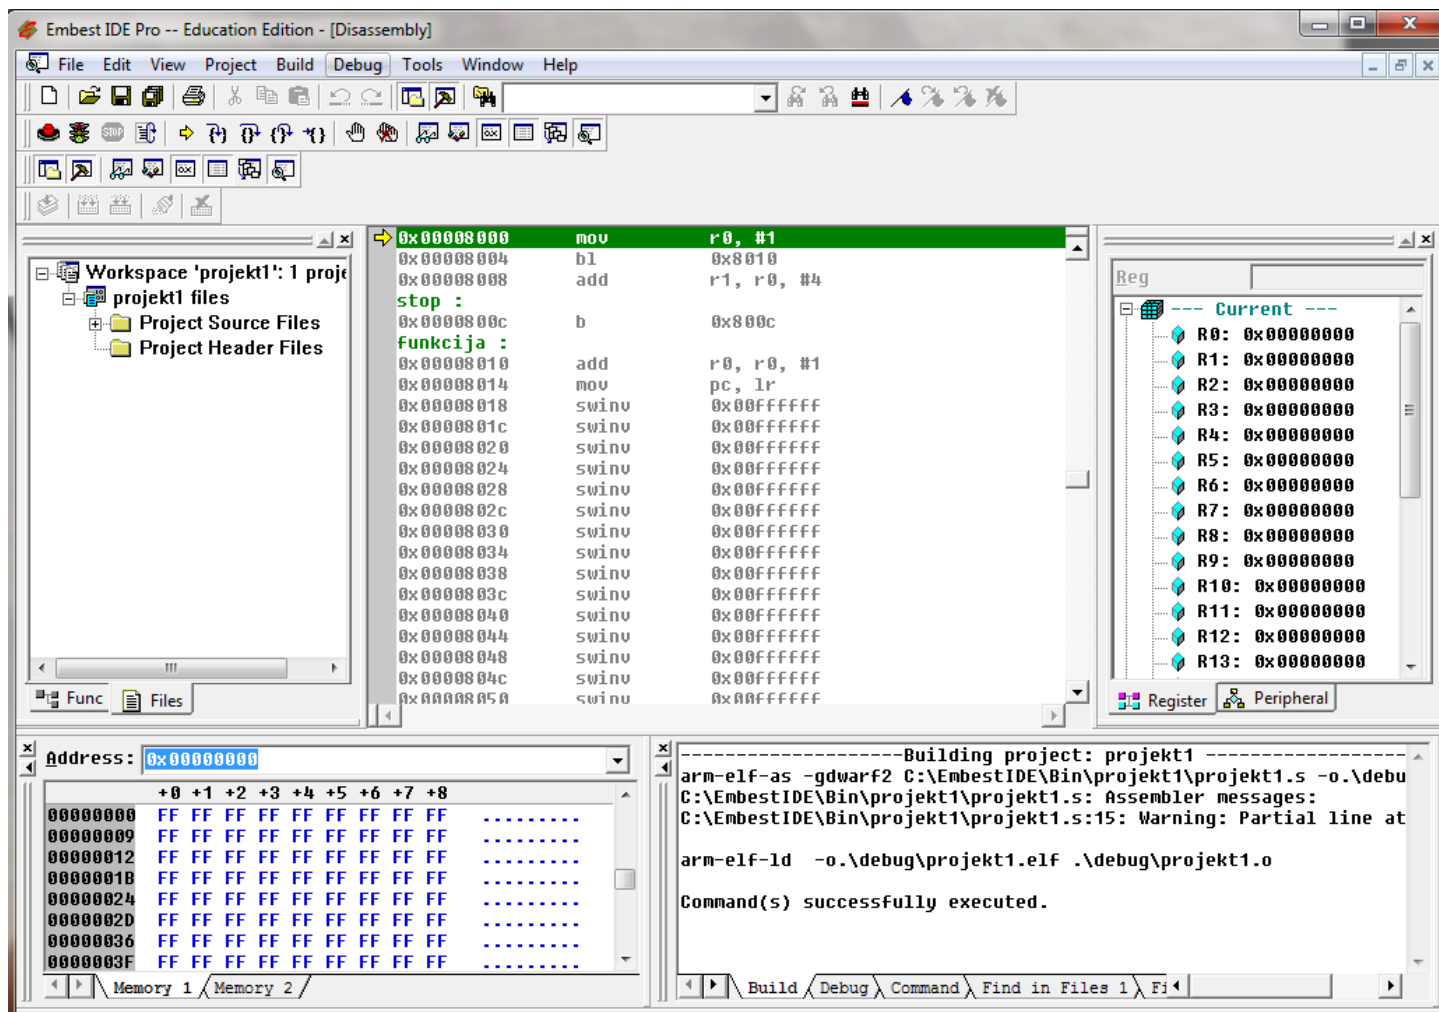 Embest IDE Pro -- Education Edition - [Disassembly]
File Edit View Project Build Debug Tools Window Help
STOP
Workspace 'projekt1': 1 proje
projekt1 files
Project Source Files
Project Header Files
Func Files
0x00008000 mov r0, #1
0x00008004 bl 0x8010
0x00008008 add r1, r0, #4
stop :
0x0000800c b 0x800c
funkcija :
0x00008010 add r0, r0, #1
0x00008014 mov pc, lr
0x00008018 swinv 0x00ffffff
0x0000801c swinv 0x00ffffff
0x00008020 swinv 0x00ffffff
0x00008024 swinv 0x00ffffff
0x00008028 swinv 0x00ffffff
0x0000802c swinv 0x00ffffff
0x00008030 swinv 0x00ffffff
0x00008034 swinv 0x00ffffff
0x00008038 swinv 0x00ffffff
0x0000803c swinv 0x00ffffff
0x00008040 swinv 0x00ffffff
0x00008044 swinv 0x00ffffff
0x00008048 swinv 0x00ffffff
0x0000804c swinv 0x00ffffff
0x00008050 swinv 0x00ffffff
Reg
--- Current ---
R0: 0x00000000
R1: 0x00000000
R2: 0x00000000
R3: 0x00000000
R4: 0x00000000
R5: 0x00000000
R6: 0x00000000
R7: 0x00000000
R8: 0x00000000
R9: 0x00000000
R10: 0x00000000
R11: 0x00000000
R12: 0x00000000
R13: 0x00000000
Register Peripheral
Address: 0x00000000
+0 +1 +2 +3 +4 +5 +6 +7 +8
00000000 FF FF FF FF FF FF FF FF FF .........
00000009 FF FF FF FF FF FF FF FF FF .........
00000012 FF FF FF FF FF FF FF FF FF .........
0000001B FF FF FF FF FF FF FF FF FF .........
00000024 FF FF FF FF FF FF FF FF FF .........
0000002D FF FF FF FF FF FF FF FF FF .........
00000036 FF FF FF FF FF FF FF FF FF .........
0000003F FF FF FF FF FF FF FF FF FF .........
Memory 1 Memory 2
--------------------Building project: projekt1 --------------------
arm-elf-as -gdwarf2 C:\EmbestIDE\Bin\projekt1\projekt1.s -o.\debu
C:\EmbestIDE\Bin\projekt1\projekt1.s: Assembler messages:
C:\EmbestIDE\Bin\projekt1\projekt1.s:15: Warning: Partial line at
arm-elf-ld -o.\debug\projekt1.elf .\debug\projekt1.o
Command(s) successfully executed.
Build Debug Command Find in Files 1 Fi